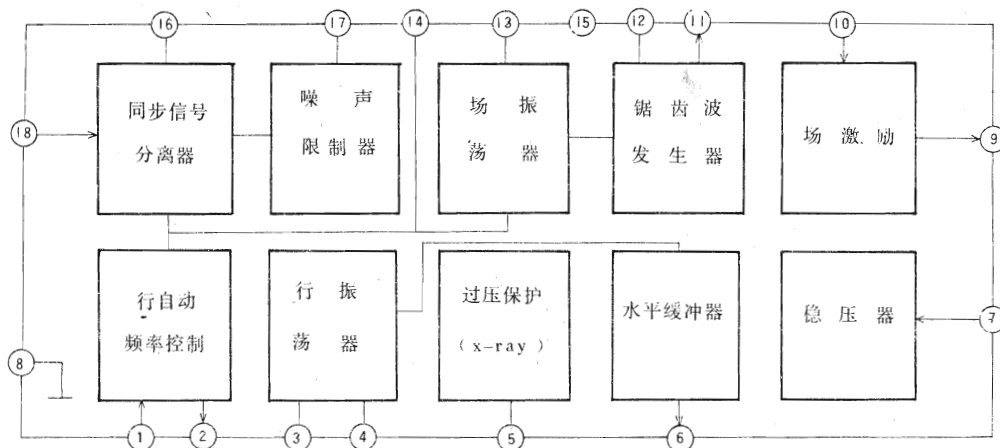 16
17
14
13
15
12
11
10
18
同步信号
分离器
噪声
限制器
场振
荡器
锯齿波
发生器
场激励
9
行自动
频率控制
行振
荡器
过压保护
(x-ray)
水平缓冲器
稳压器
7
8
1
2
3
4
5
6